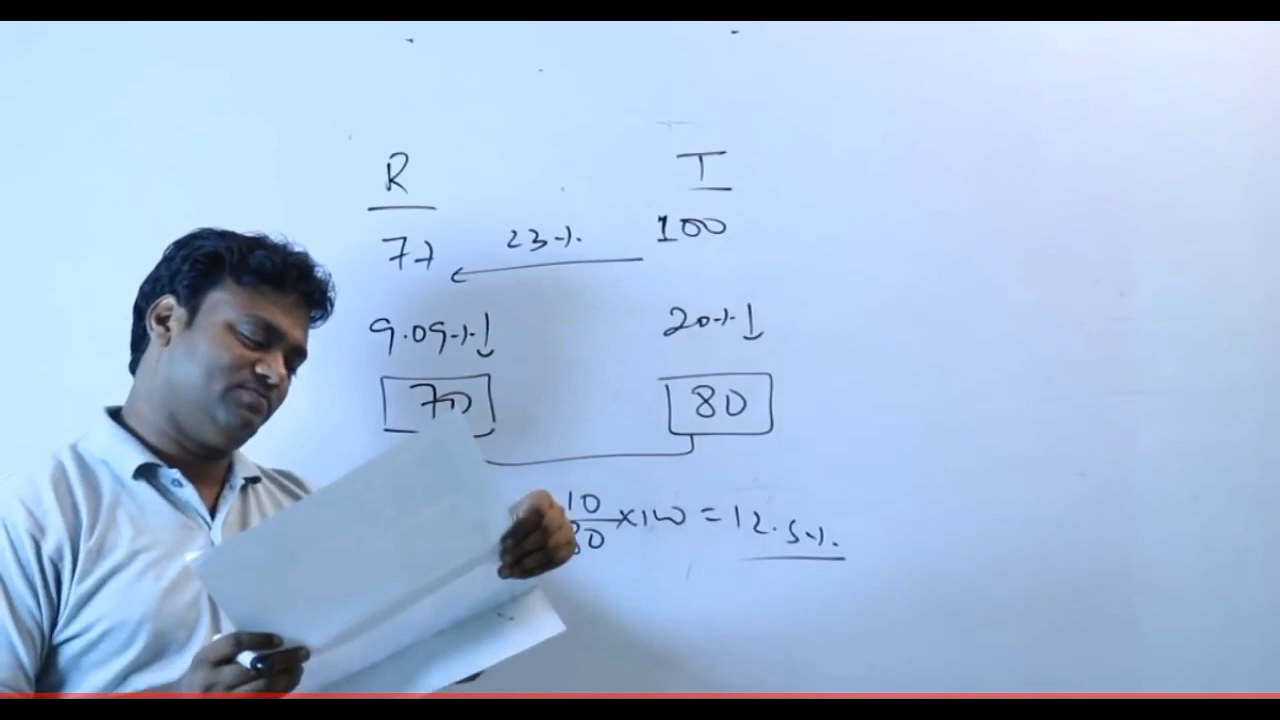 R T
77 23% 100
9.09%↓ 20%↓
70 80
10/80 ×100 = 12.5%